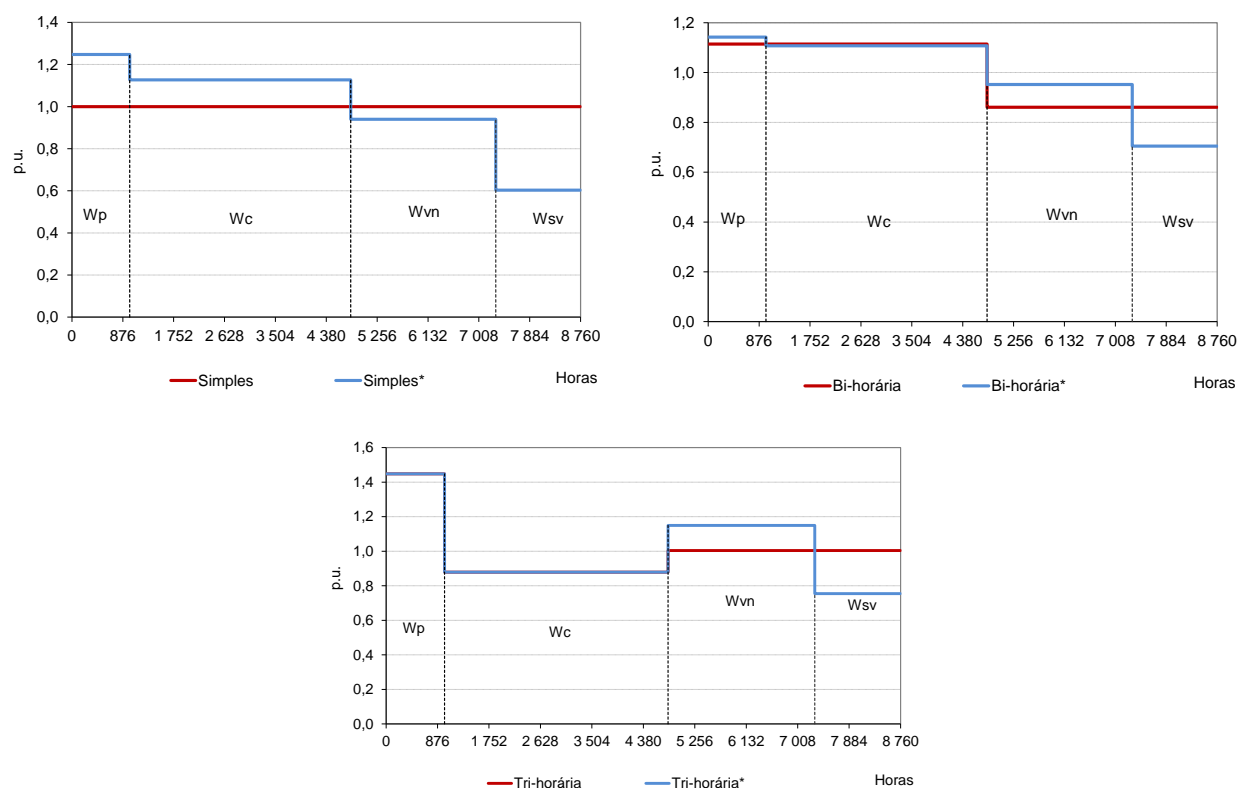 1,4
1,2
1,0
0,8
0,6
0,4
0,2
0,0
p.u.
Wp
Wc
Wvn
Wsv
0 876 1 752 2 628 3 504 4 380 5 256 6 132 7 008 7 884 8 760
Simples Simples* Horas
1,2
1,0
0,8
0,6
0,4
0,2
0,0
p.u.
Wp
Wc
Wvn
Wsv
0 876 1 752 2 628 3 504 4 380 5 256 6 132 7 008 7 884 8 760
Bi-horária Bi-horária* Horas
1,6
1,4
1,2
1,0
0,8
0,6
0,4
0,2
0,0
p.u.
Wp
Wc
Wvn
Wsv
0 876 1 752 2 628 3 504 4 380 5 256 6 132 7 008 7 884 8 760
Tri-horária Tri-horária* Horas